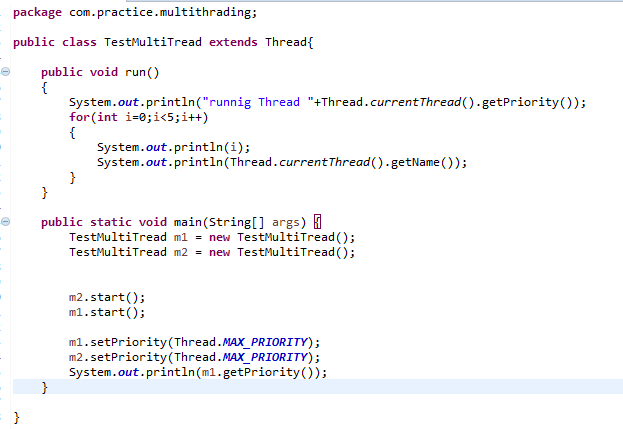 package com.practice.multithrading;
public class TestMultiTread extends Thread{
public void run()
{
System.out.println("runnig Thread "+Thread.currentThread().getPriority());
for(int i=0;i<5;i++)
{
System.out.println(i);
System.out.println(Thread.currentThread().getName());
}
}
public static void main(String[] args) {
TestMultiTread m1 = new TestMultiTread();
TestMultiTread m2 = new TestMultiTread();
m2.start();
m1.start();
m1.setPriority(Thread.MAX_PRIORITY);
m2.setPriority(Thread.MAX_PRIORITY);
System.out.println(m1.getPriority());
}
}